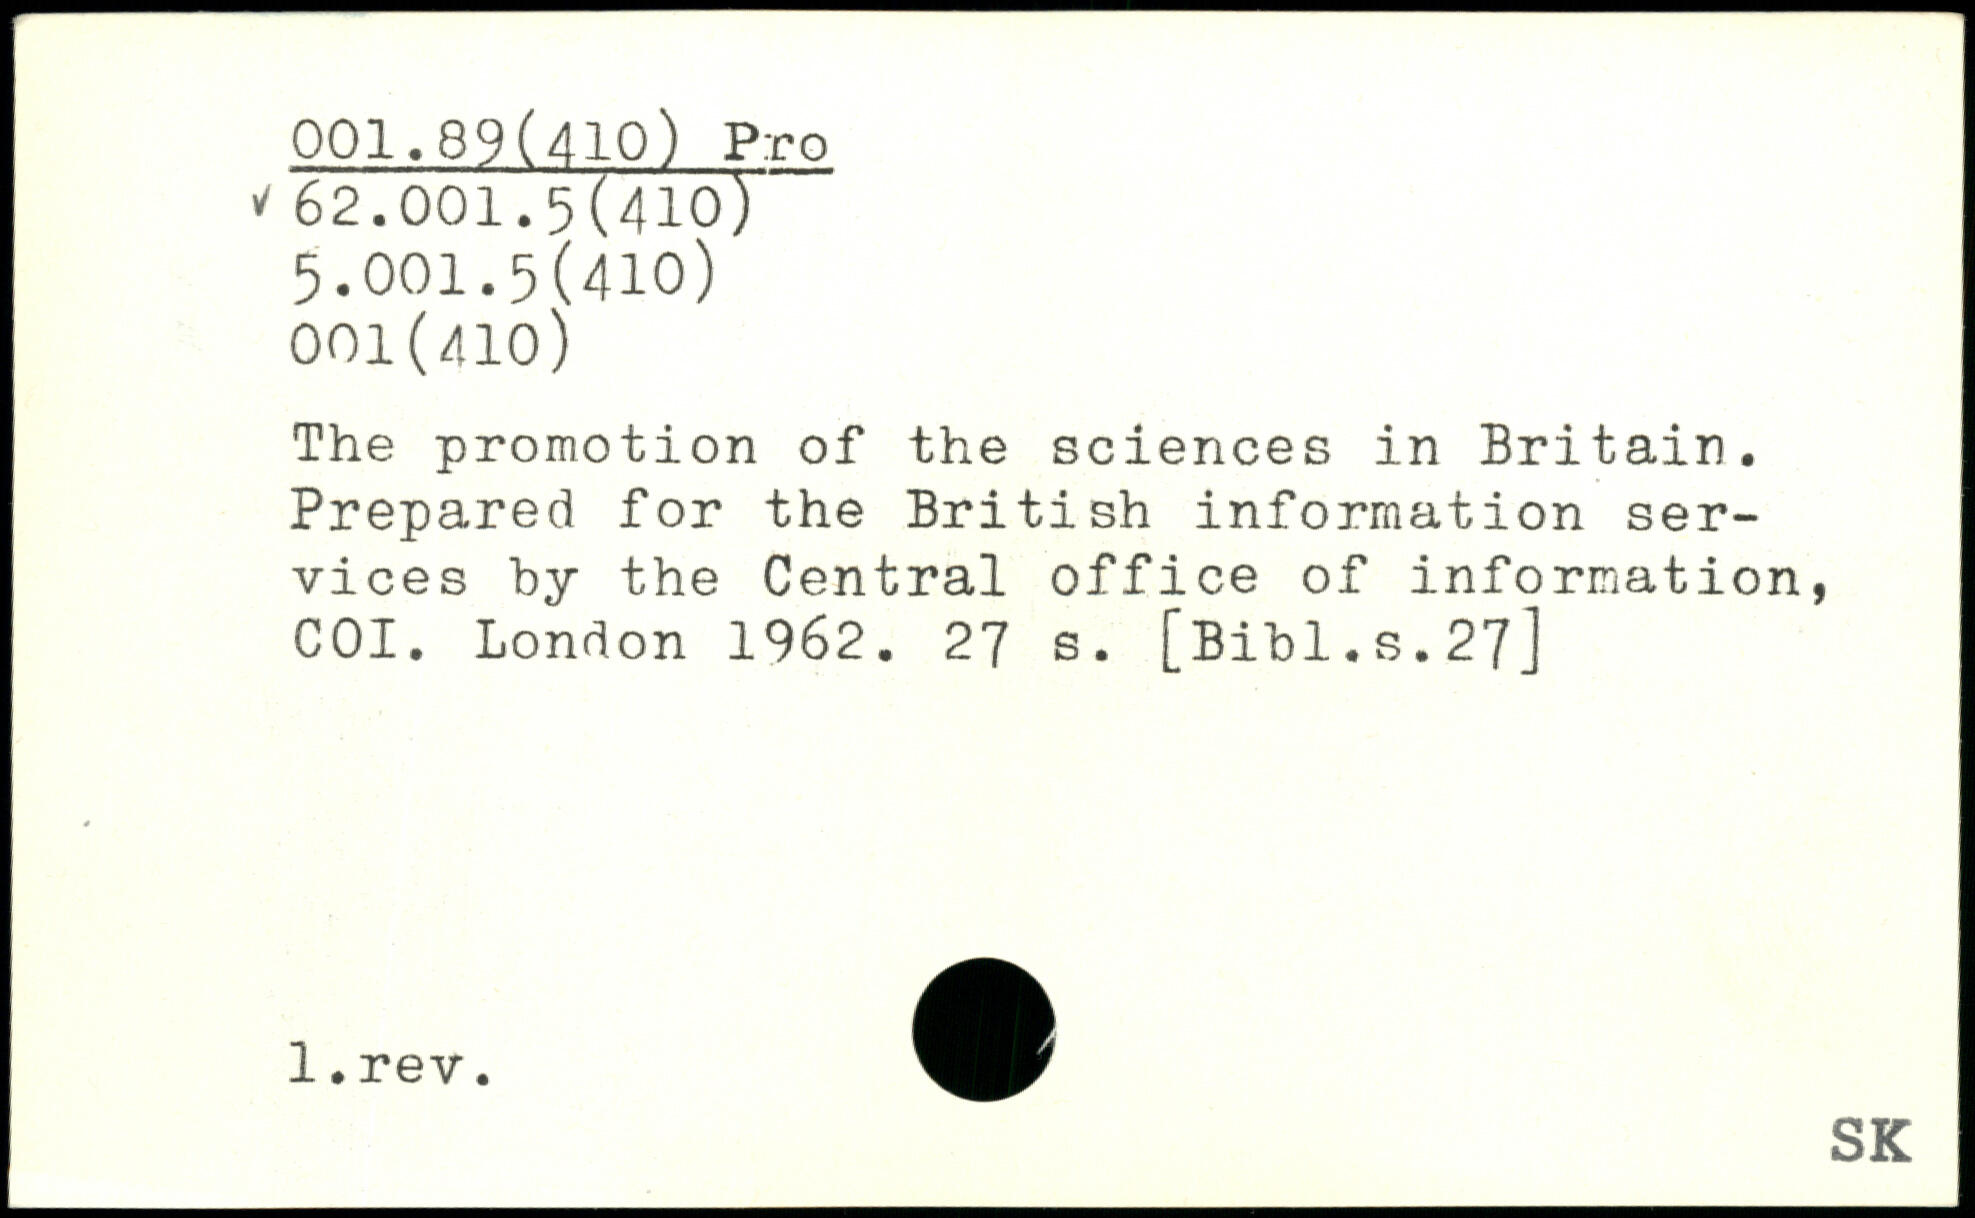 001.89(410) Pro
✓ 62.001.5(410)
5.001.5(410)
001(410)
The promotion of the sciences in Britain.
Prepared for the British information ser-
vices by the Central office of information,
COI. London 1962. 27 s. [Bibl.s.27]
1.rev.
SK